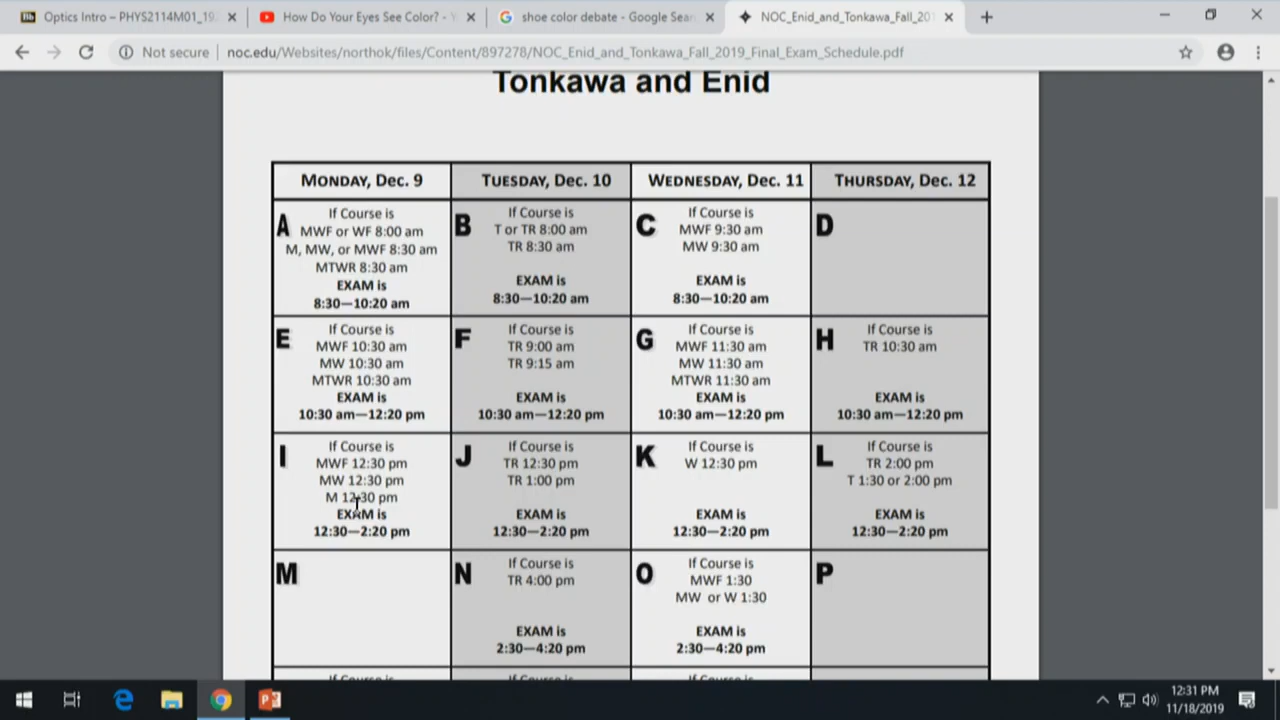 Optics Intro – PHYS2114M01_19
How Do Your Eyes See Color? - Y
shoe color debate - Google Sear
NOC_Enid_and_Tonkawa_Fall_201
Not secure
noc.edu/Websites/northok/files/Content/897278/NOC_Enid_and_Tonkawa_Fall_2019_Final_Exam_Schedule.pdf
Tonkawa and Enid
Monday, Dec. 9
Tuesday, Dec. 10
Wednesday, Dec. 11
Thursday, Dec. 12
A
If Course is
MWF or WF 8:00 am
M, MW, or MWF 8:30 am
MTWR 8:30 am
EXAM is
8:30—10:20 am
B
If Course is
T or TR 8:00 am
TR 8:30 am
EXAM is
8:30—10:20 am
C
If Course is
MWF 9:30 am
MW 9:30 am
EXAM is
8:30—10:20 am
D
E
If Course is
MWF 10:30 am
MW 10:30 am
MTWR 10:30 am
EXAM is
10:30 am—12:20 pm
F
If Course is
TR 9:00 am
TR 9:15 am
EXAM is
10:30 am—12:20 pm
G
If Course is
MWF 11:30 am
MW 11:30 am
MTWR 11:30 am
EXAM is
10:30 am—12:20 pm
H
If Course is
TR 10:30 am
EXAM is
10:30 am—12:20 pm
I
If Course is
MWF 12:30 pm
MW 12:30 pm
M 12:30 pm
EXAM is
12:30—2:20 pm
J
If Course is
TR 12:30 pm
TR 1:00 pm
EXAM is
12:30—2:20 pm
K
If Course is
W 12:30 pm
EXAM is
12:30—2:20 pm
L
If Course is
TR 2:00 pm
T 1:30 or 2:00 pm
EXAM is
12:30—2:20 pm
M
N
If Course is
TR 4:00 pm
EXAM is
2:30—4:20 pm
O
If Course is
MWF 1:30
MW or W 1:30
EXAM is
2:30—4:20 pm
P
If Course is
If Course is
If Course is
12:31 PM
11/18/2019